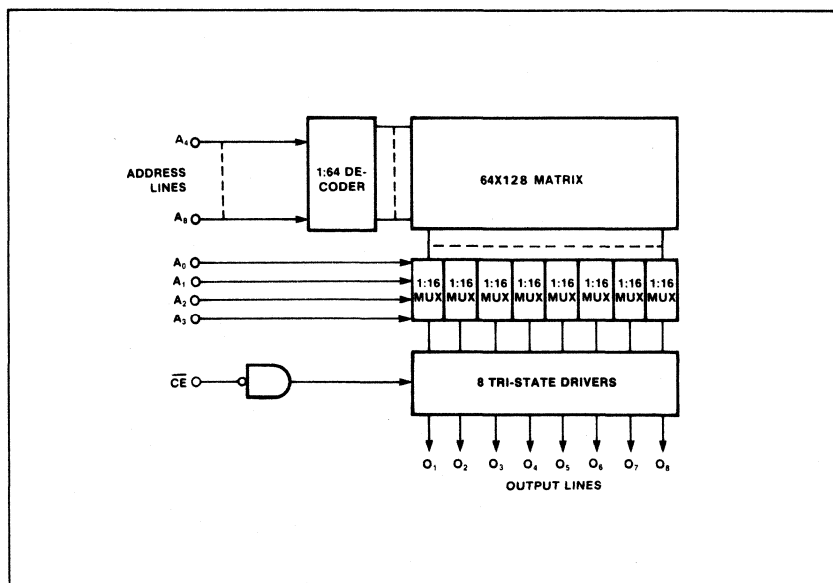 A₄
ADDRESS
LINES
A₈
1:64 DE-
CODER
64X128 MATRIX
A₀
A₁
A₂
A₃
1:16 1:16 1:16 1:16 1:16 1:16 1:16 1:16
MUX MUX MUX MUX MUX MUX MUX MUX
C̅E̅
8 TRI-STATE DRIVERS
O₁ O₂ O₃ O₄ O₅ O₆ O₇ O₈
OUTPUT LINES